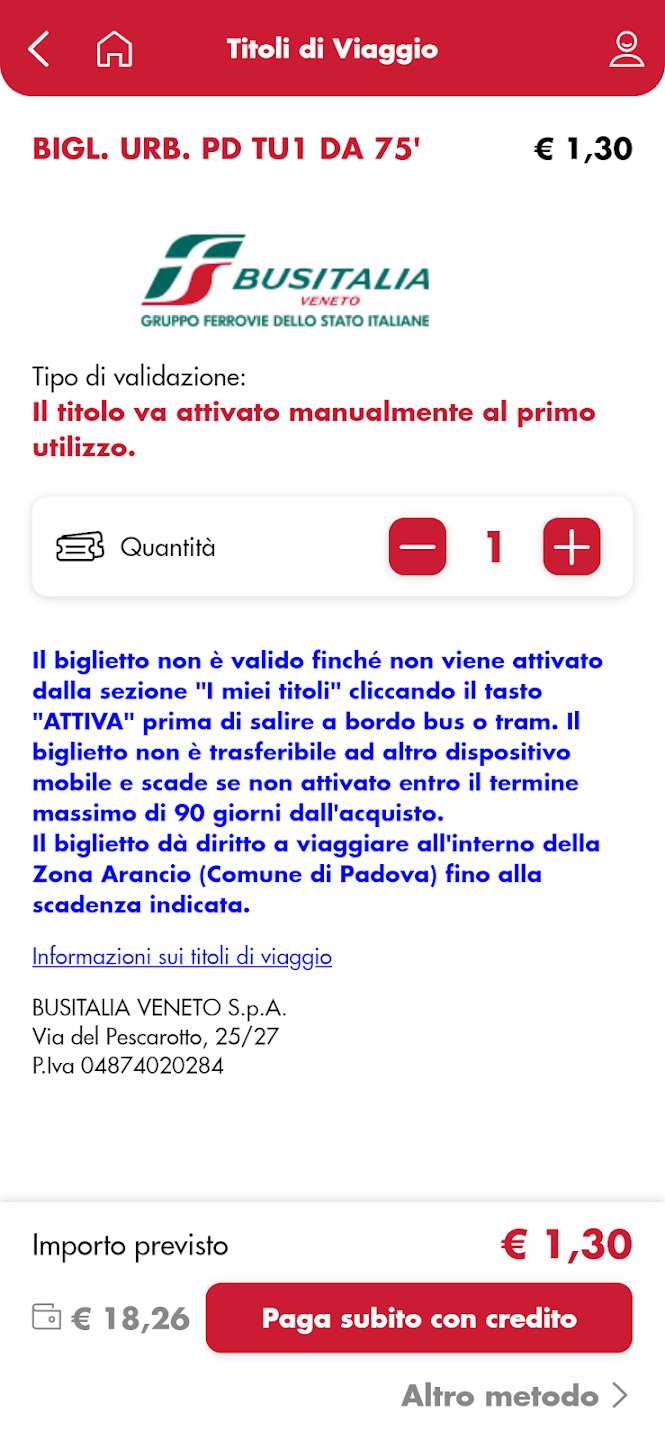 Titoli di Viaggio
BIGL. URB. PD TU1 DA 75' € 1,30
BUSITALIA
VENETO
GRUPPO FERROVIE DELLO STATO ITALIANE
Tipo di validazione:
Il titolo va attivato manualmente al primo
utilizzo.
Quantità 1
Il biglietto non è valido finché non viene attivato
dalla sezione "I miei titoli" cliccando il tasto
"ATTIVA" prima di salire a bordo bus o tram. Il
biglietto non è trasferibile ad altro dispositivo
mobile e scade se non attivato entro il termine
massimo di 90 giorni dall'acquisto.
Il biglietto dà diritto a viaggiare all'interno della
Zona Arancio (Comune di Padova) fino alla
scadenza indicata.
Informazioni sui titoli di viaggio
BUSITALIA VENETO S.p.A.
Via del Pescarotto, 25/27
P.Iva 04874020284
Importo previsto € 1,30
€ 18,26 Paga subito con credito
Altro metodo